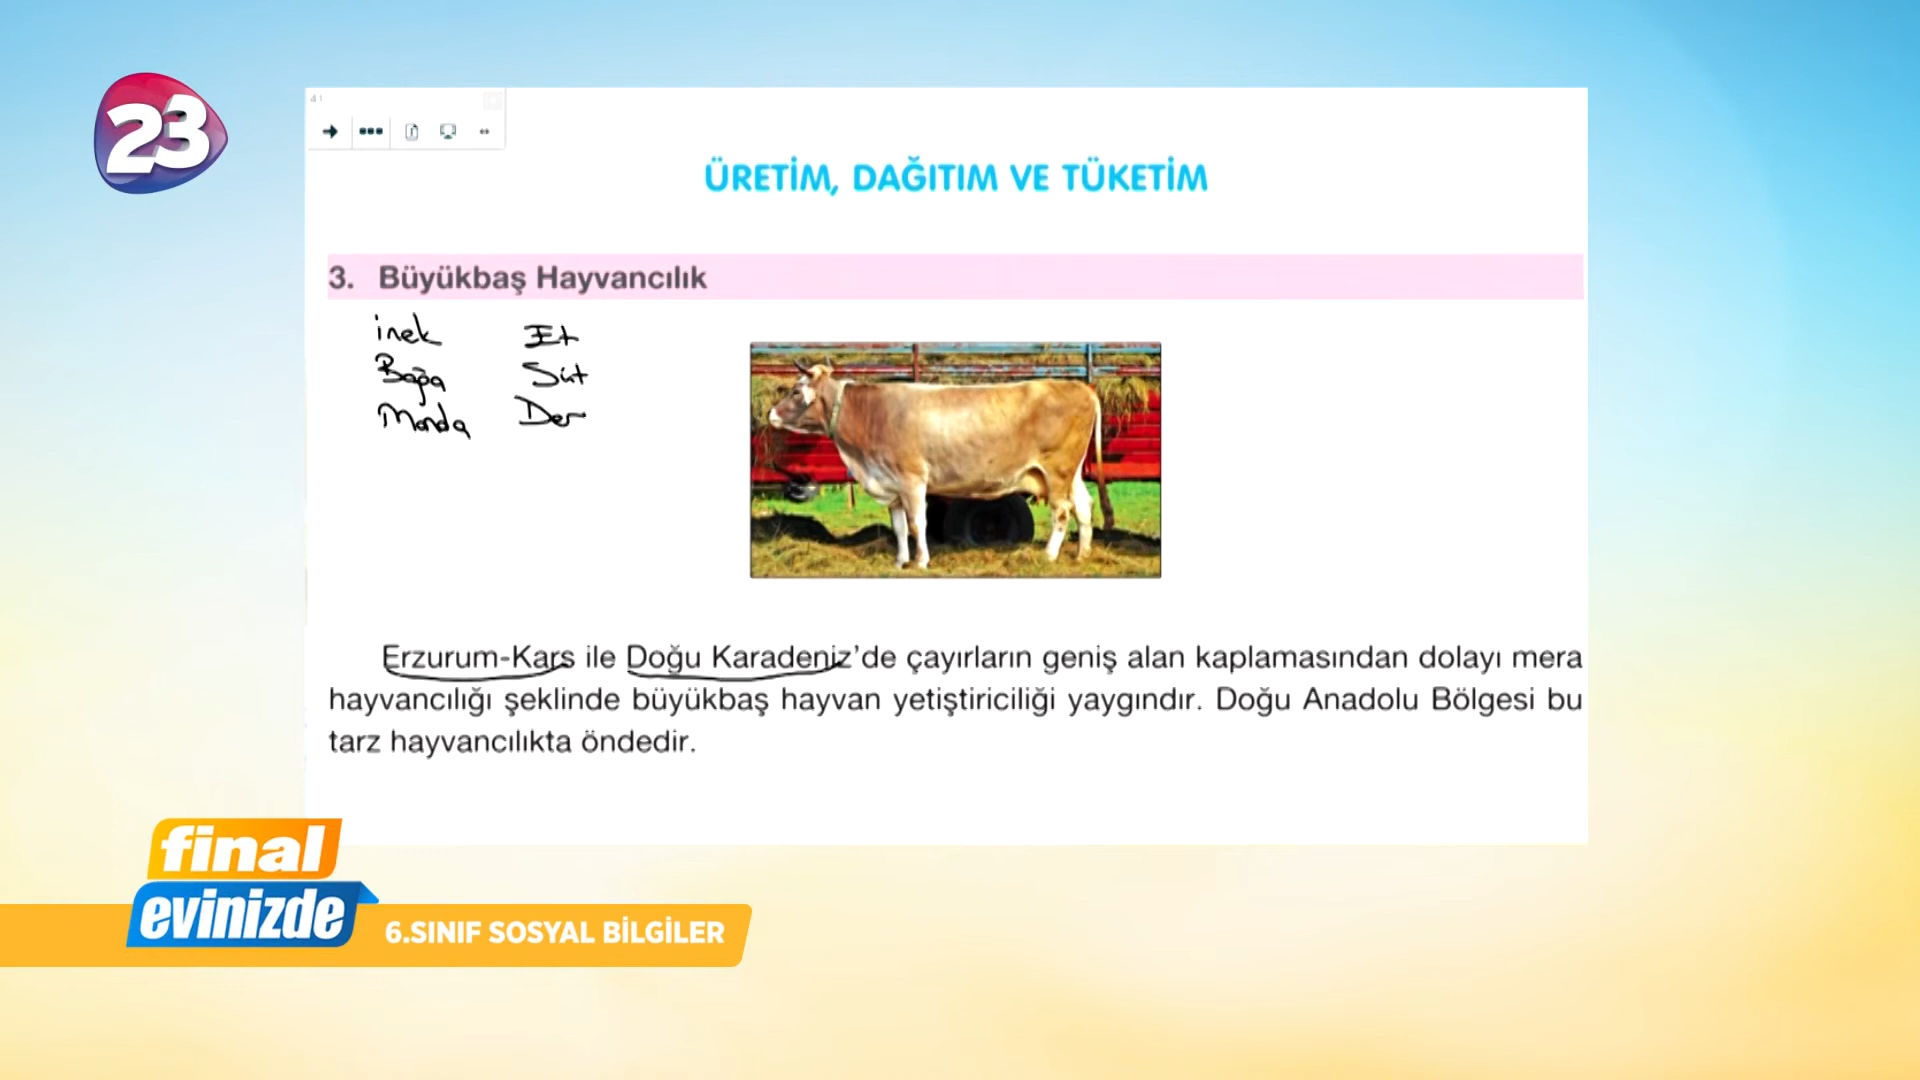 23
ÜRETİM, DAĞITIM VE TÜKETİM
3. Büyükbaş Hayvancılık
inek Et
Boğa Süt
Manda Deri
Erzurum-Kars ile Doğu Karadeniz'de çayırların geniş alan kaplamasından dolayı mera
hayvancılığı şeklinde büyükbaş hayvan yetiştiriciliği yaygındır. Doğu Anadolu Bölgesi bu
tarz hayvancılıkta öndedir.
final
evinizde
6.SINIF SOSYAL BİLGİLER